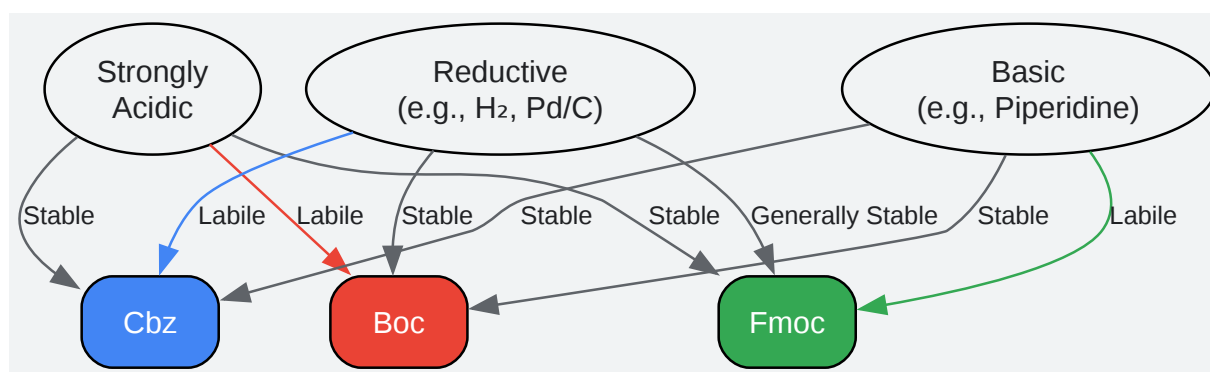 Strongly
Acidic
Reductive
(e.g., H₂, Pd/C)
Basic
(e.g., Piperidine)
Stable
Labile
Labile
Stable
Stable
Stable
Generally Stable
Stable
Labile
Cbz
Boc
Fmoc